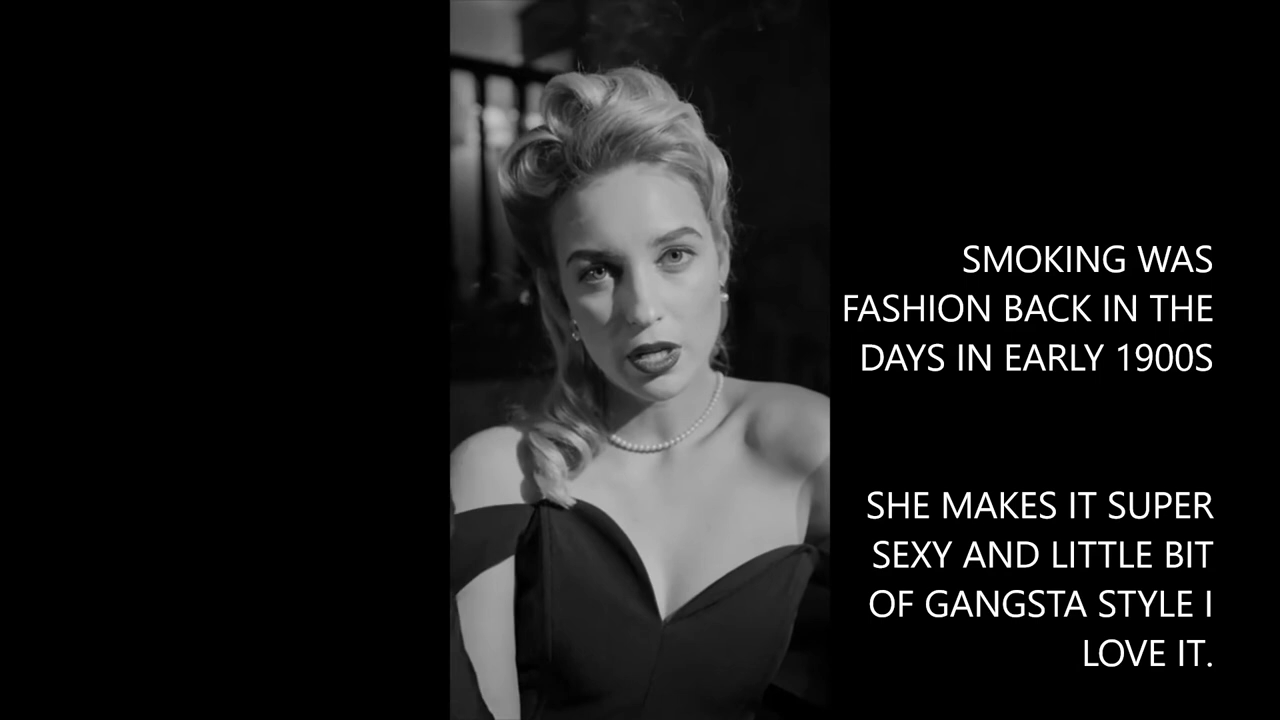 SMOKING WAS
FASHION BACK IN THE
DAYS IN EARLY 1900S
SHE MAKES IT SUPER
SEXY AND LITTLE BIT
OF GANGSTA STYLE I
LOVE IT.